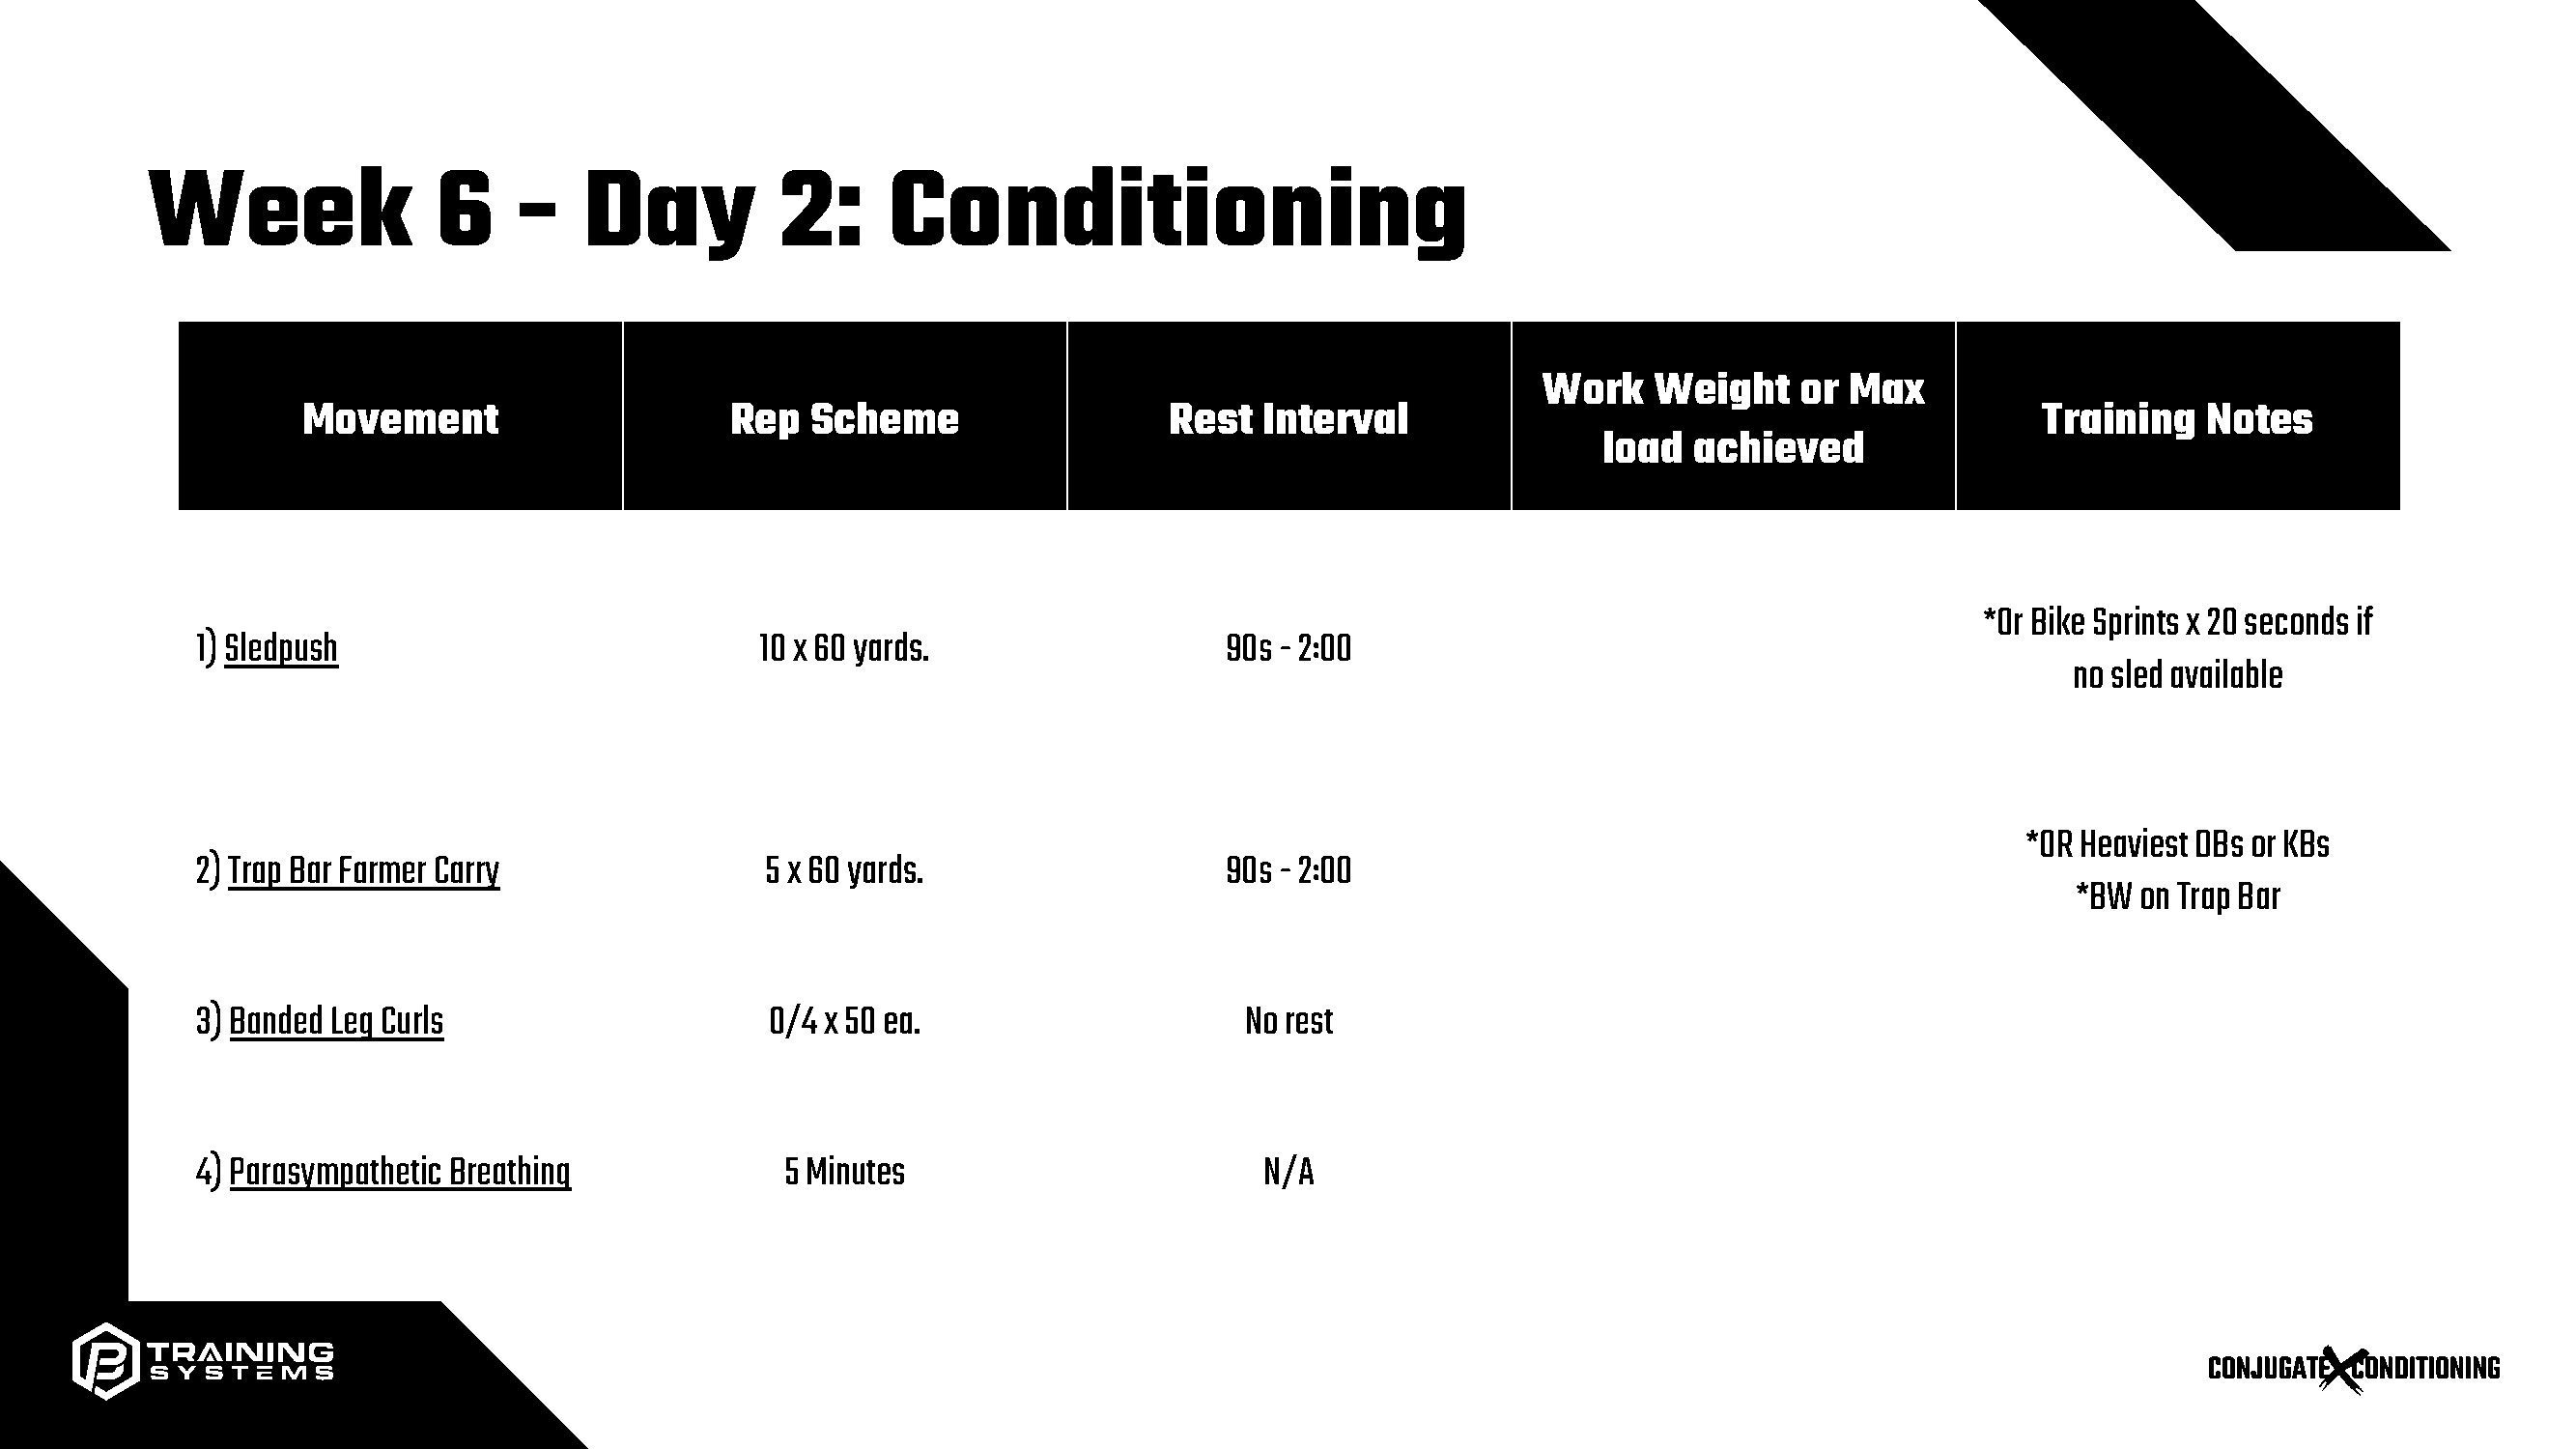 Week 6 - Day 2: Conditioning
Movement
Rep Scheme
Rest Interval
Work Weight or Max
load achieved
Training Notes
1) Sledpush
10 x 60 yards.
90s - 2:00
*Or Bike Sprints x 20 seconds if
no sled available
2) Trap Bar Farmer Carry
5 x 60 yards.
90s - 2:00
*OR Heaviest DBs or KBs
*BW on Trap Bar
3) Banded Leg Curls
0/4 x 50 ea.
No rest
4) Parasympathetic Breathing
5 Minutes
N/A
TRAINING
SYSTEMS
CONJUGATE X CONDITIONING